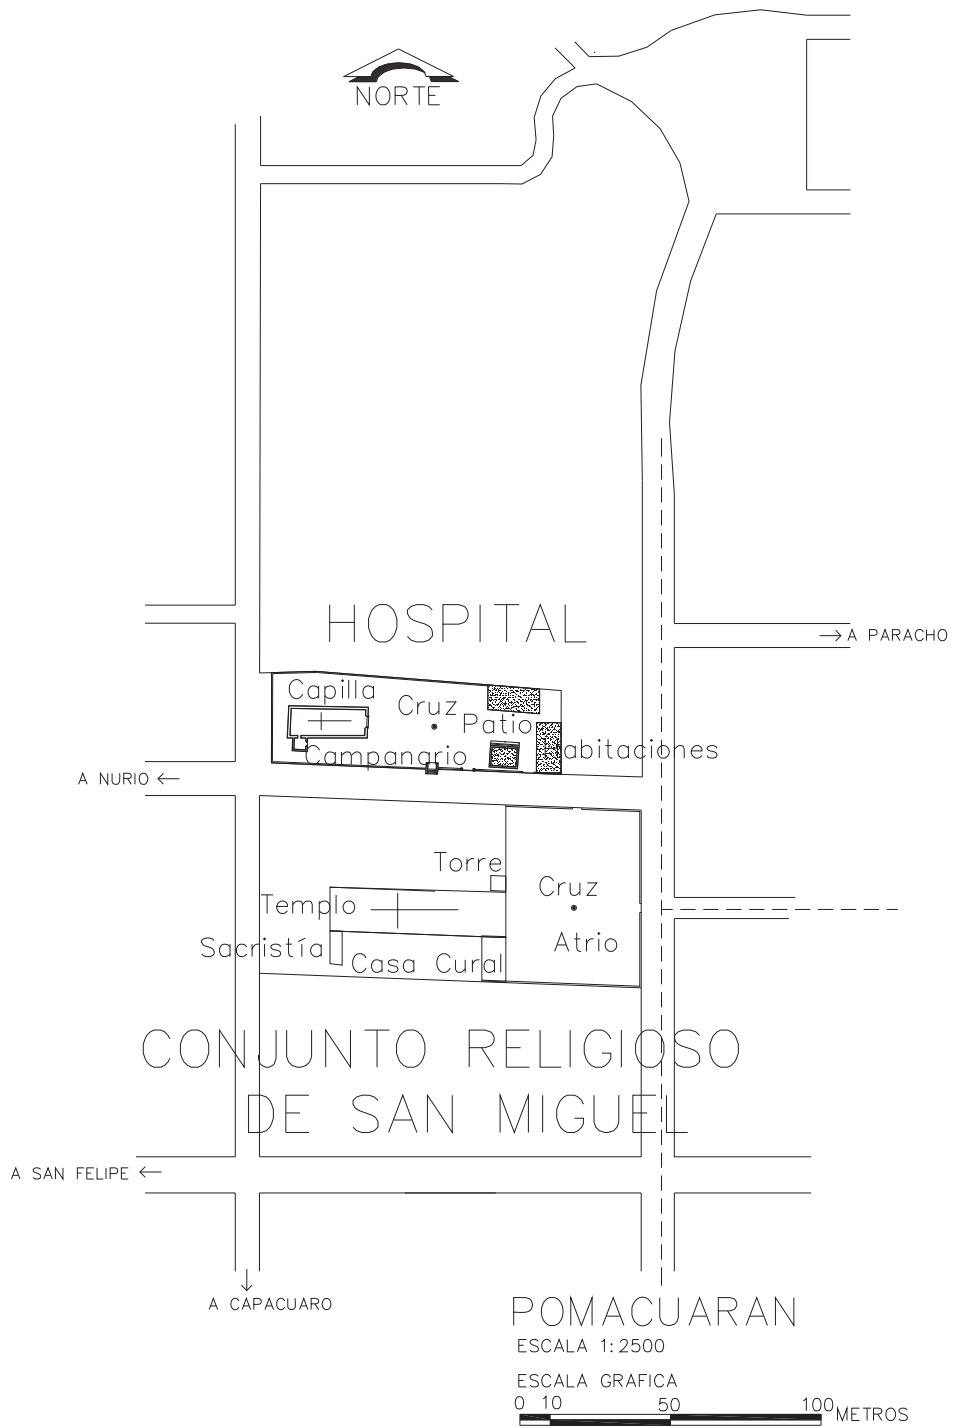 NORTE
HOSPITAL
A PARACHO
Capilla
Cruz
Patio
Campanario
Habitaciones
A NURIO
Torre
Cruz
Templo
Sacristía
Atrio
Casa Cural
CONJUNTO RELIGIOSO
DE SAN MIGUEL
A SAN FELIPE
A CAPACUARO
POMACUARAN
ESCALA 1:2500
ESCALA GRAFICA
0 10 50 100 METROS